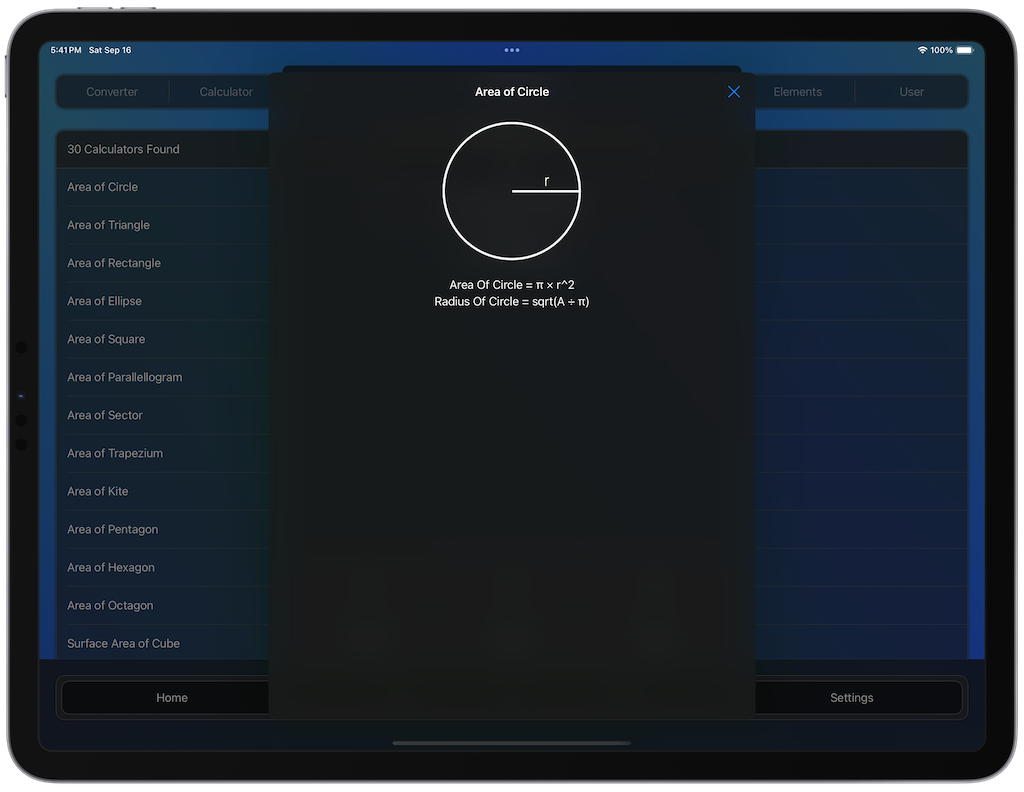 5:41 PM Sat Sep 16
100%
Converter
Calculator
Elements
User
Area of Circle
30 Calculators Found
Area of Circle
Area of Triangle
Area of Rectangle
Area of Ellipse
Area of Square
Area of Parallellogram
Area of Sector
Area of Trapezium
Area of Kite
Area of Pentagon
Area of Hexagon
Area of Octagon
Surface Area of Cube
r
Area Of Circle = π × r^2
Radius Of Circle = sqrt(A ÷ π)
Home
Settings